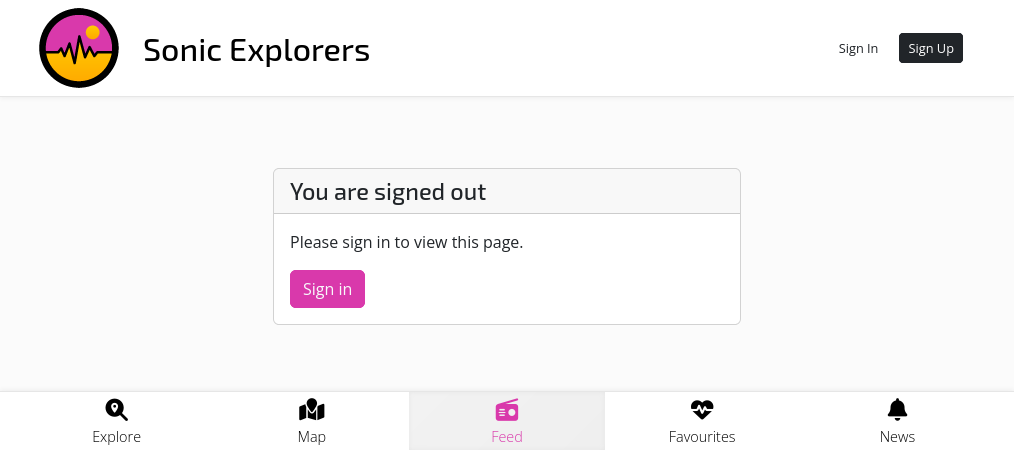 Sonic Explorers
Sign In
Sign Up
You are signed out
Please sign in to view this page.
Sign in
Explore
Map
Feed
Favourites
News